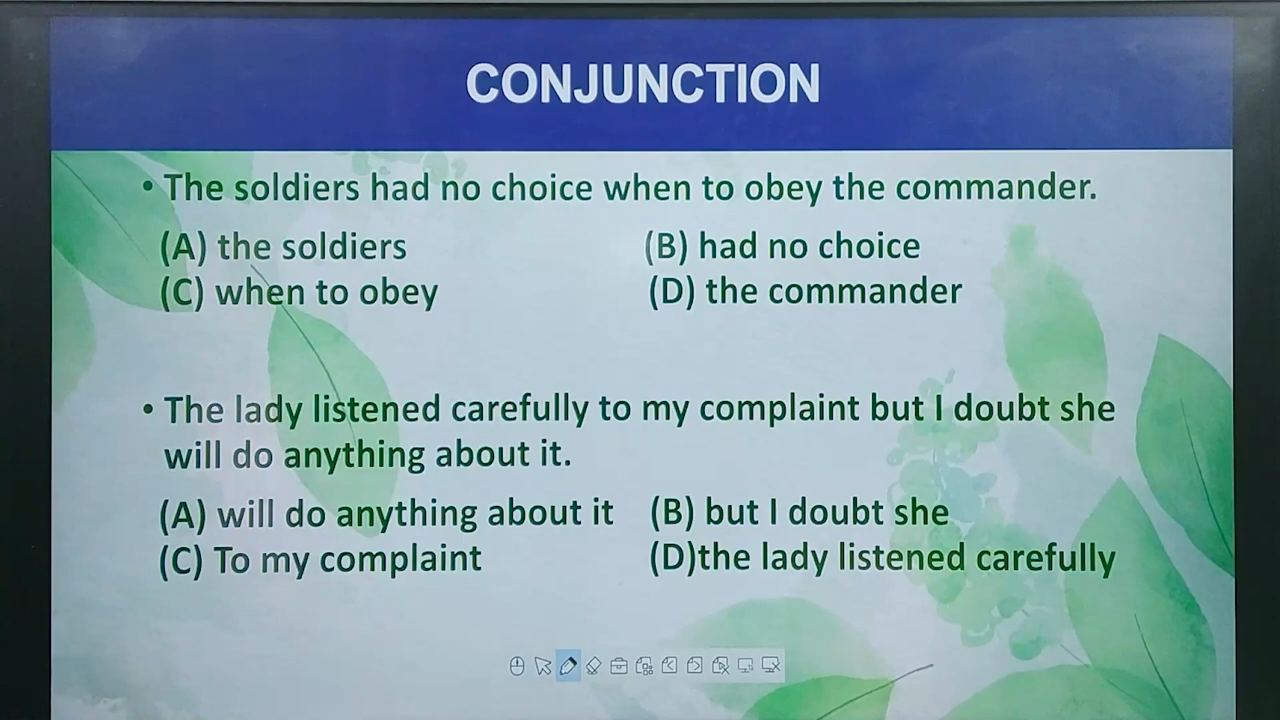 CONJUNCTION
• The soldiers had no choice when to obey the commander.
(A) the soldiers (B) had no choice
(C) when to obey (D) the commander
• The lady listened carefully to my complaint but I doubt she
will do anything about it.
(A) will do anything about it (B) but I doubt she
(C) To my complaint (D)the lady listened carefully